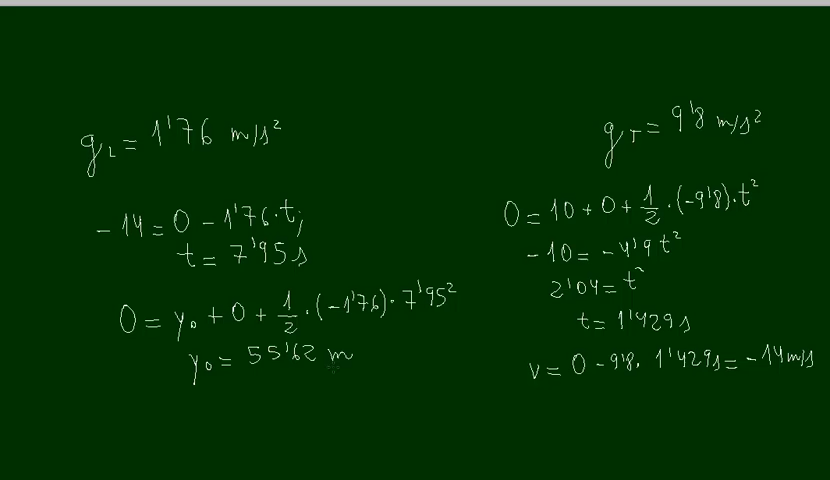 g_L = 1'76 m/s²
-14 = 0 - 1'76·t;
t = 7'95 s
0 = y₀ + 0 + 1/2 · (-1'76) · 7'95²
y₀ = 55'62 m
g_T = 9'8 m/s²
0 = 10 + 0 + 1/2 · (-9'8) · t²
-10 = -4'9 t²
2'04 = t²
t = 1'429 s
v = 0 - 9'8 · 1'429 s = -14 m/s